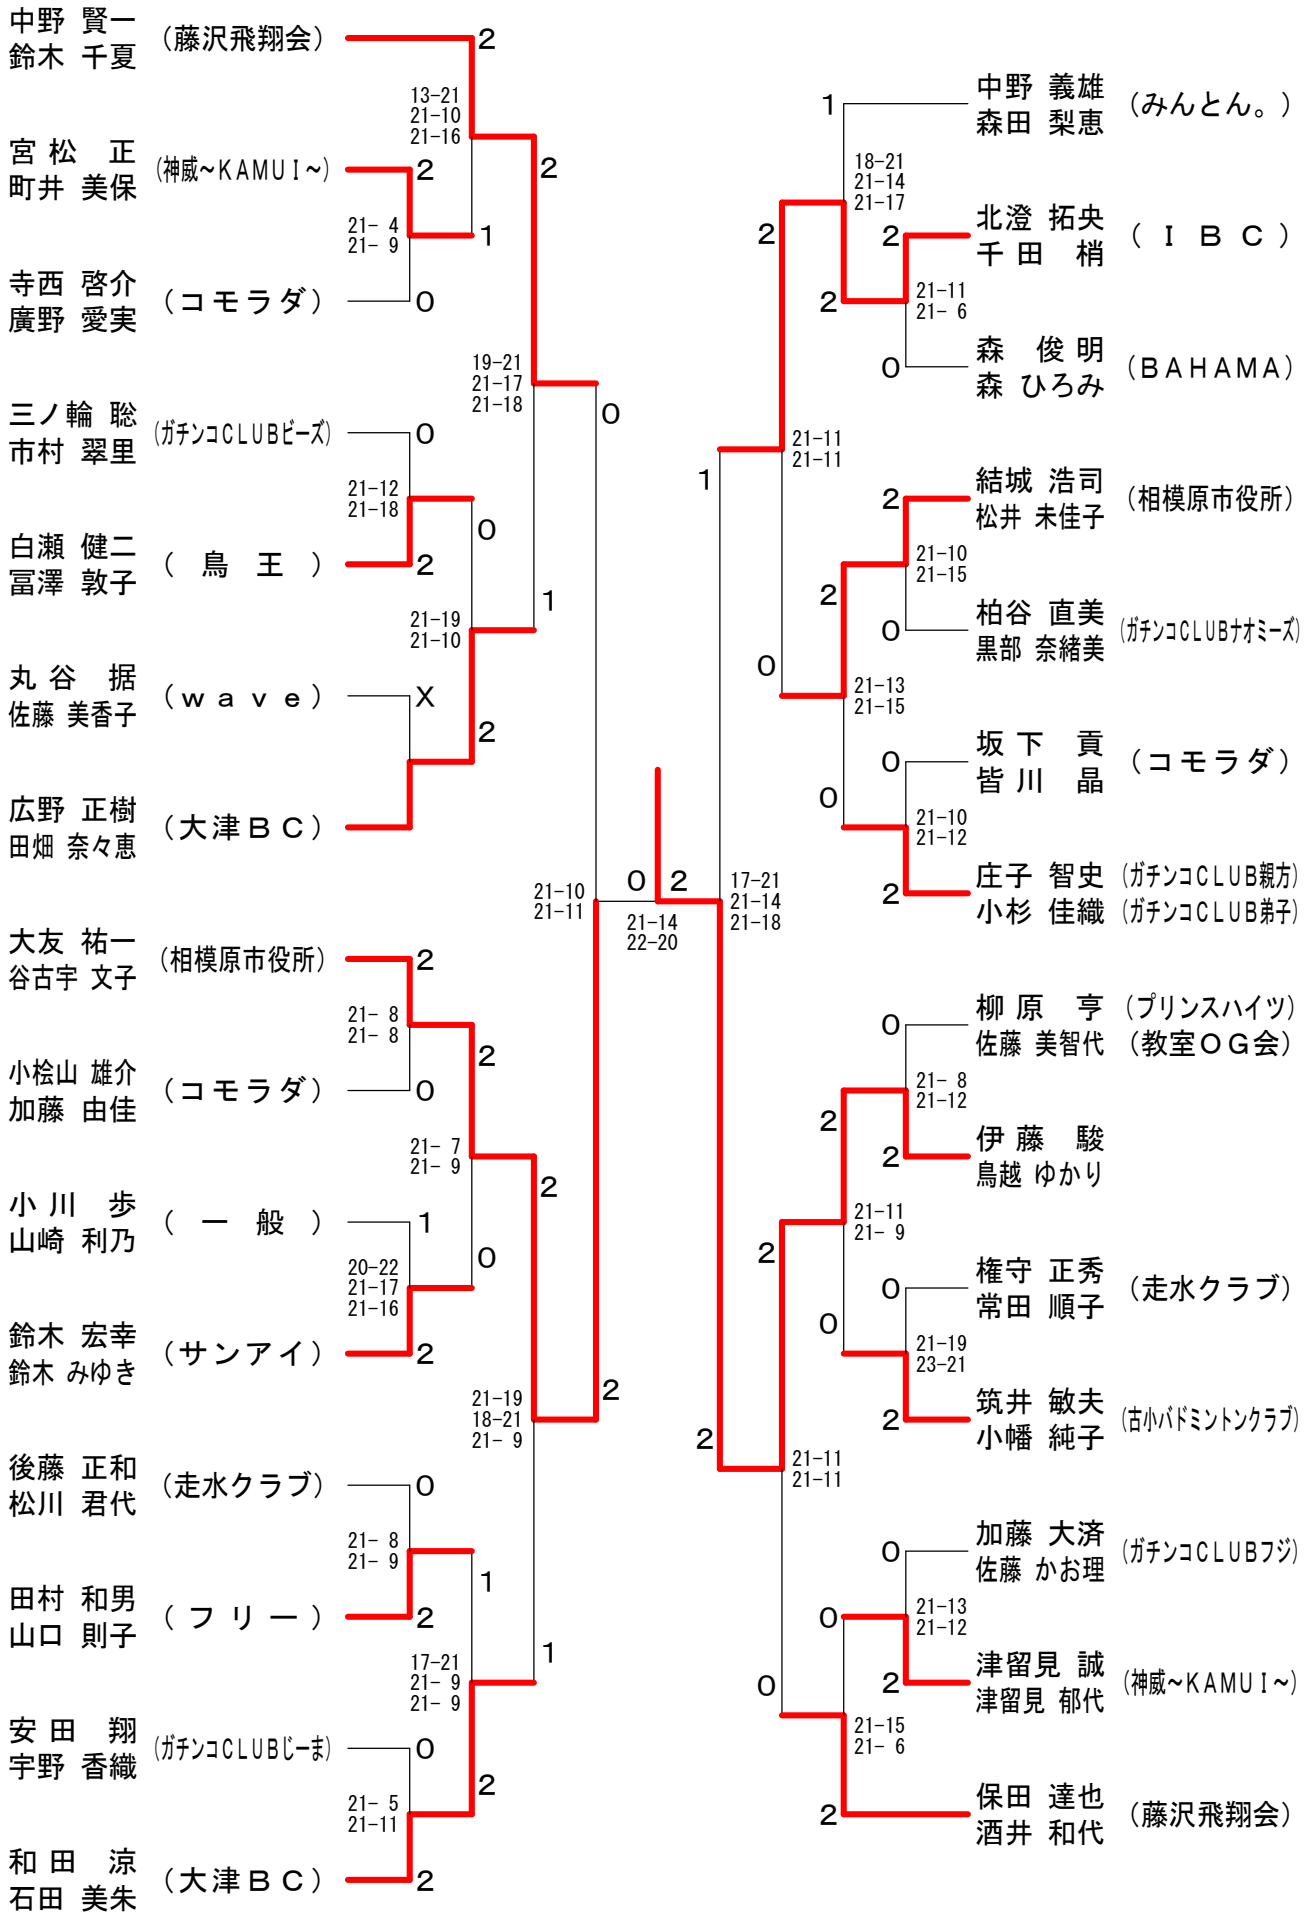 中野 賢一
鈴木 千夏
(藤沢飛翔会)
2
13-21
21-10
21-16
宮松 正
町井 美保
(神威~KAMUI~)
2
2
21- 4
21- 9
1
寺西 啓介
廣野 愛実
(コモラダ)
0
19-21
21-17
21-18
0
三ノ輪 聡
市村 翠里
(ガチンコCLUBビーズ)
0
21-12
21-18
0
白瀬 健二
冨澤 敦子
(鳥王)
2
1
21-19
21-10
丸谷 据
佐藤 美香子
(wave)
X
2
広野 正樹
田畑 奈々恵
(大津BC)
21-10
21-11
0
2
21-14
22-20
大友 祐一
谷古宇 文子
(相模原市役所)
2
21- 8
21- 8
2
小桧山 雄介
加藤 由佳
(コモラダ)
0
21- 7
21- 9
2
小川 歩
山崎 利乃
(一般)
1
0
20-22
21-17
21-16
鈴木 宏幸
鈴木 みゆき
(サンアイ)
2
21-19
18-21
21- 9
2
後藤 正和
松川 君代
(走水クラブ)
0
21- 8
21- 9
1
田村 和男
山口 則子
(フリー)
2
1
17-21
21- 9
21- 9
安田 翔
宇野 香織
(ガチンコCLUBじーま)
0
2
21- 5
21-11
和田 涼
石田 美朱
(大津BC)
2
1
中野 義雄
森田 梨恵
(みんとん。)
18-21
21-14
21-17
2
2
北澄 拓央
千田 梢
(IBC)
2
21-11
21- 6
0
森 俊明
森 ひろみ
(BAHAMA)
21-11
21-11
1
2
結城 浩司
松井 未佳子
(相模原市役所)
21-10
21-15
2
0
柏谷 直美
黒部 奈緒美
(ガチンコCLUBナオミーズ)
0
21-13
21-15
0
坂下 貢
皆川 晶
(コモラダ)
0
21-10
21-12
2
庄子 智史
小杉 佳織
(ガチンコCLUB親方)
(ガチンコCLUB弟子)
17-21
21-14
21-18
0
柳原 亨
佐藤 美智代
(プリンスハイツ)
(教室OG会)
21- 8
21-12
2
2
伊藤 駿
鳥越 ゆかり
21-11
21- 9
2
0
権守 正秀
常田 順子
(走水クラブ)
0
21-19
23-21
2
筑井 敏夫
小幡 純子
(古小バドミントンクラブ)
2
21-11
21-11
0
加藤 大済
佐藤 かお理
(ガチンコCLUBフジ)
0
21-13
21-12
0
2
津留見 誠
津留見 郁代
(神威~KAMUI~)
21-15
21- 6
2
保田 達也
酒井 和代
(藤沢飛翔会)